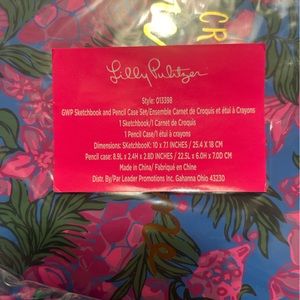 CR
Lilly Pulitzer
Style: 013398
GWP Sketchbook and Pencil Case Set/Ensemble Carnet de Croquis et étui à Crayons
1 Sketchbook/1 Carnet de Croquis
1 Pencil Case/1 étui à crayons
Dimensions: SKetchbooK: 10 x 7.1 INCHES / 25.4 X 18 CM
Pencil case: 8.9L x 2.4H x 2.8D INCHES / 22.5L x 6.0H x 7.0D CM
Made in China/ Fabriqué en Chine
Distr. By/Par Leader Promotions Inc. Gahanna Ohio 43230